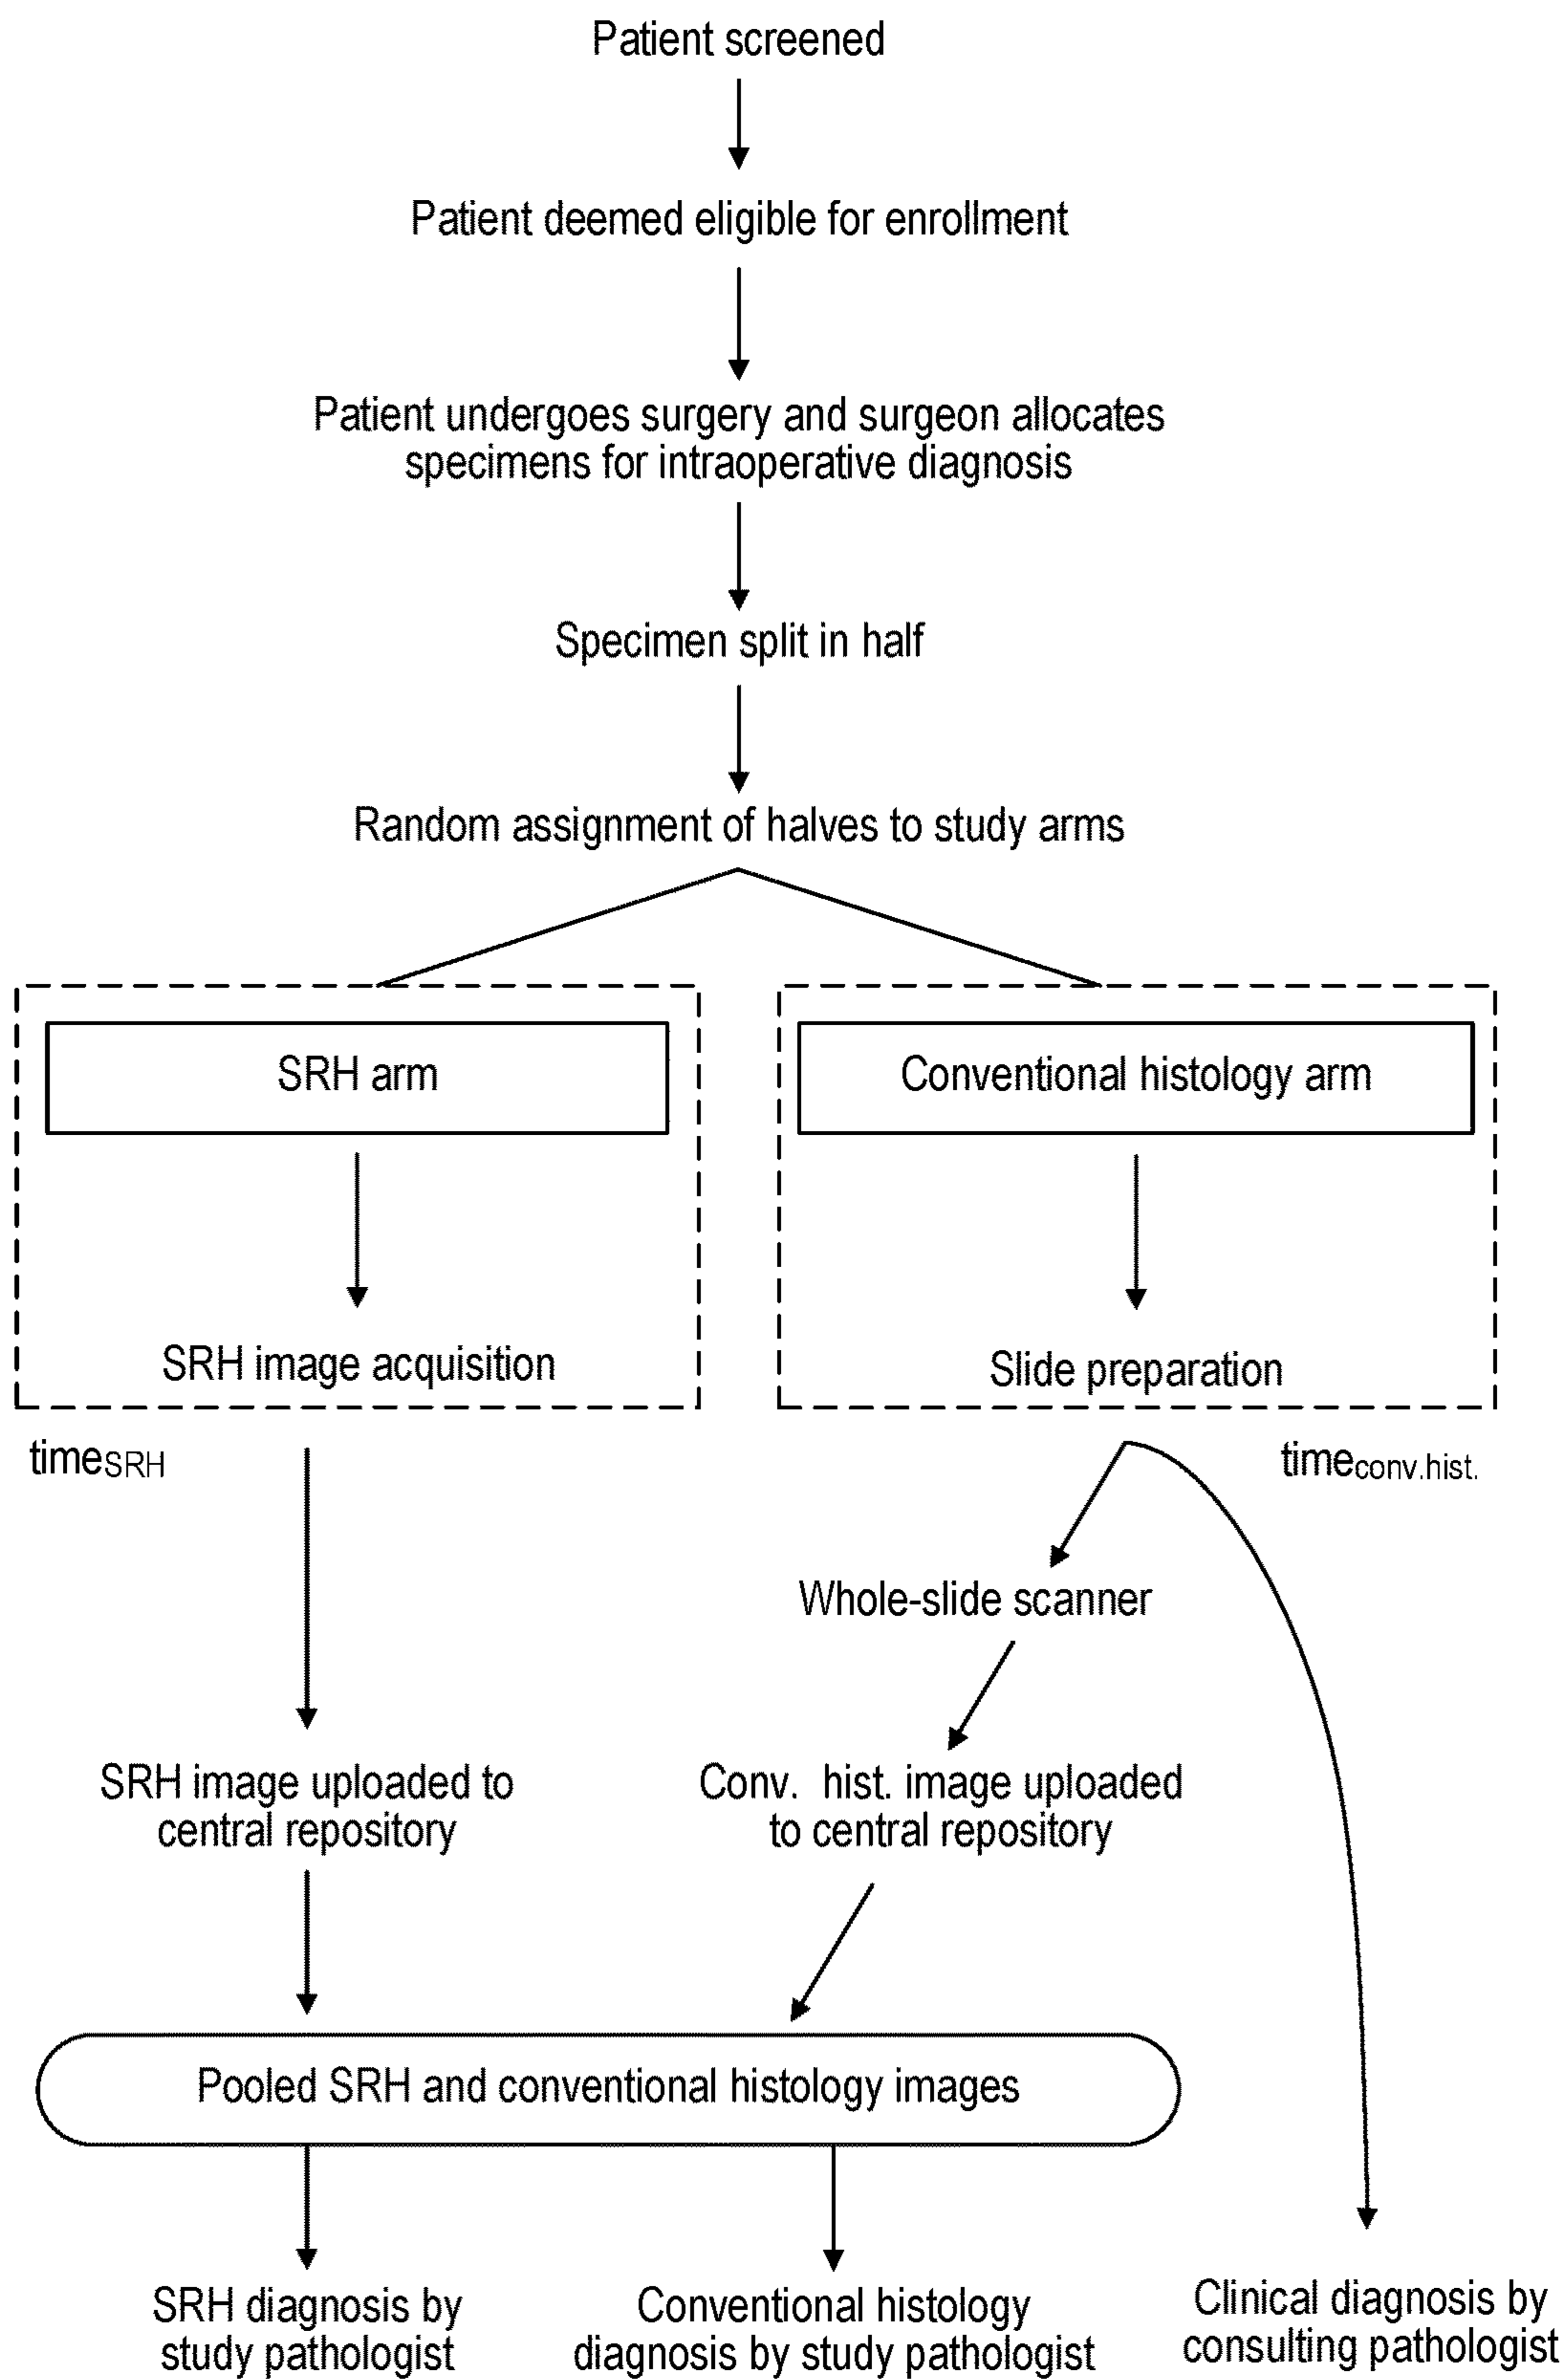 Patient screened
Patient deemed eligible for enrollment
Patient undergoes surgery and surgeon allocates
specimens for intraoperative diagnosis
Specimen split in half
Random assignment of halves to study arms
SRH arm
Conventional histology arm
SRH image acquisition
Slide preparation
timeSRH
timeconv.hist.
Whole-slide scanner
SRH image uploaded to
central repository
Conv. hist. image uploaded
to central repository
Pooled SRH and conventional histology images
SRH diagnosis by
study pathologist
Conventional histology
diagnosis by study pathologist
Clinical diagnosis by
consulting pathologist